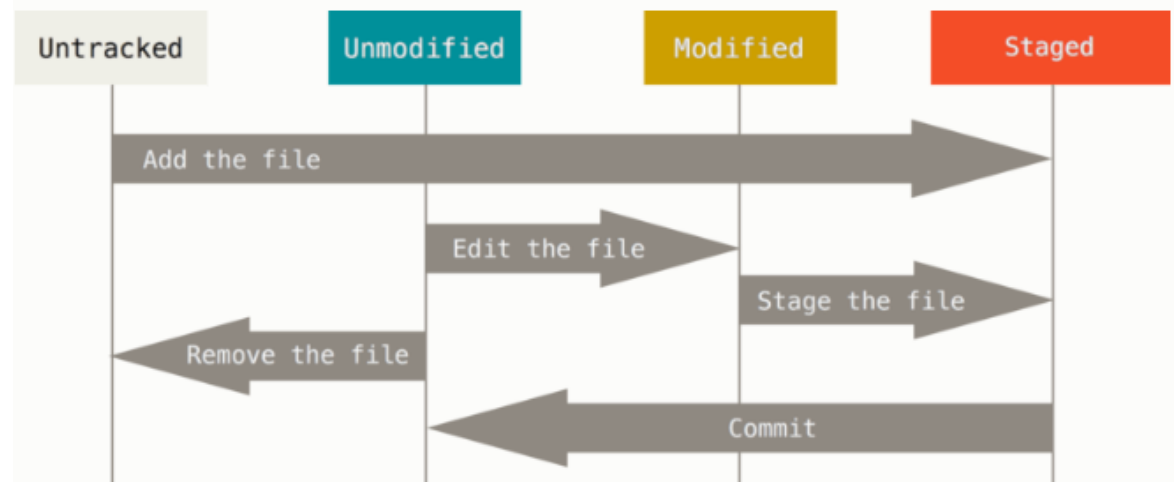 Untracked
Unmodified
Modified
Staged
Add the file
Edit the file
Stage the file
Remove the file
Commit